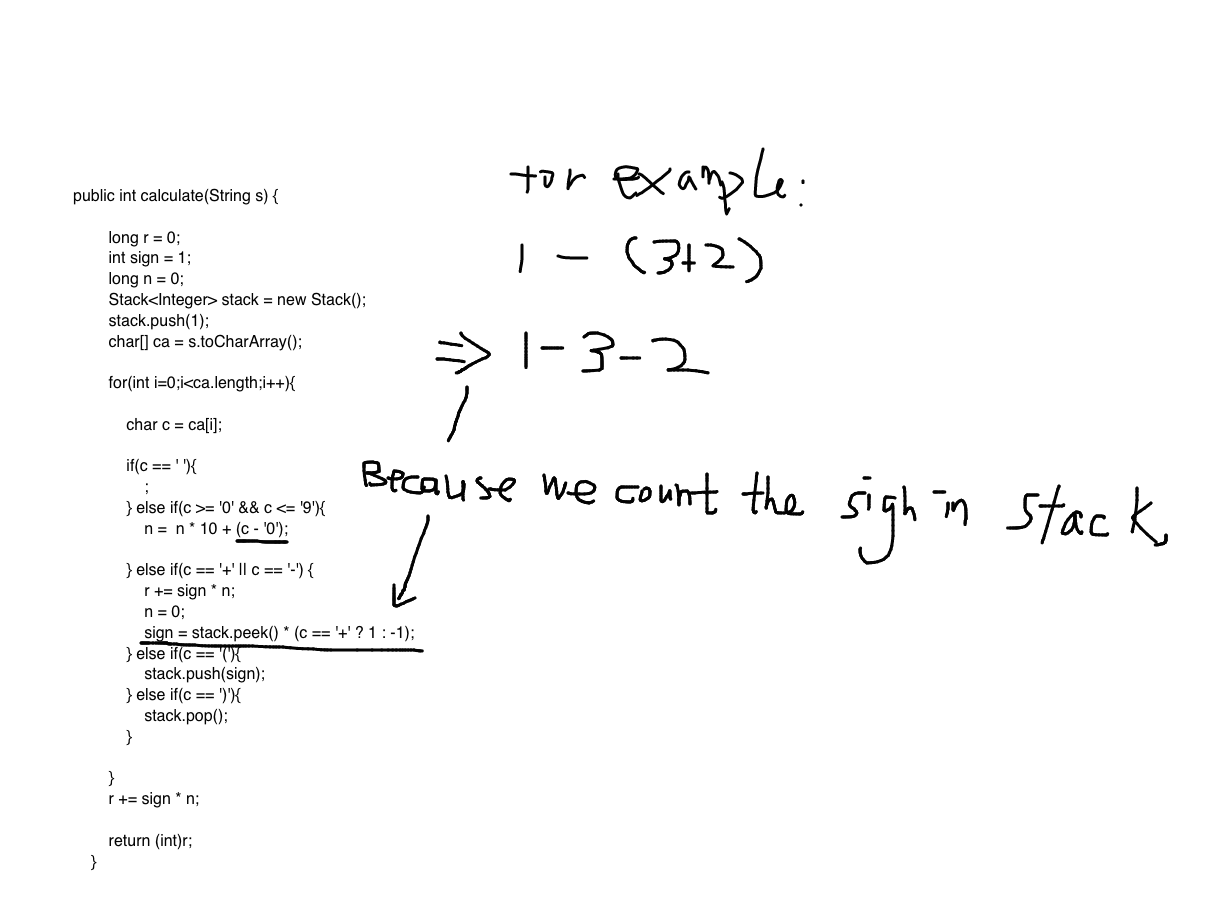 public int calculate(String s) {
long r = 0;
int sign = 1;
long n = 0;
Stack<Integer> stack = new Stack();
stack.push(1);
char[] ca = s.toCharArray();
for(int i=0;i<ca.length;i++){
char c = ca[i];
if(c == ' '){
;
} else if(c >= '0' && c <= '9'){
n = n * 10 + (c - '0');
} else if(c == '+' || c == '-') {
r += sign * n;
n = 0;
sign = stack.peek() * (c == '+' ? 1 : -1);
} else if(c == '('){
stack.push(sign);
} else if(c == ')'){
stack.pop();
}
}
r += sign * n;
return (int)r;
}
for example:
1 - (3+2)
⇒ 1-3-2
Because we count the sigh in stack,